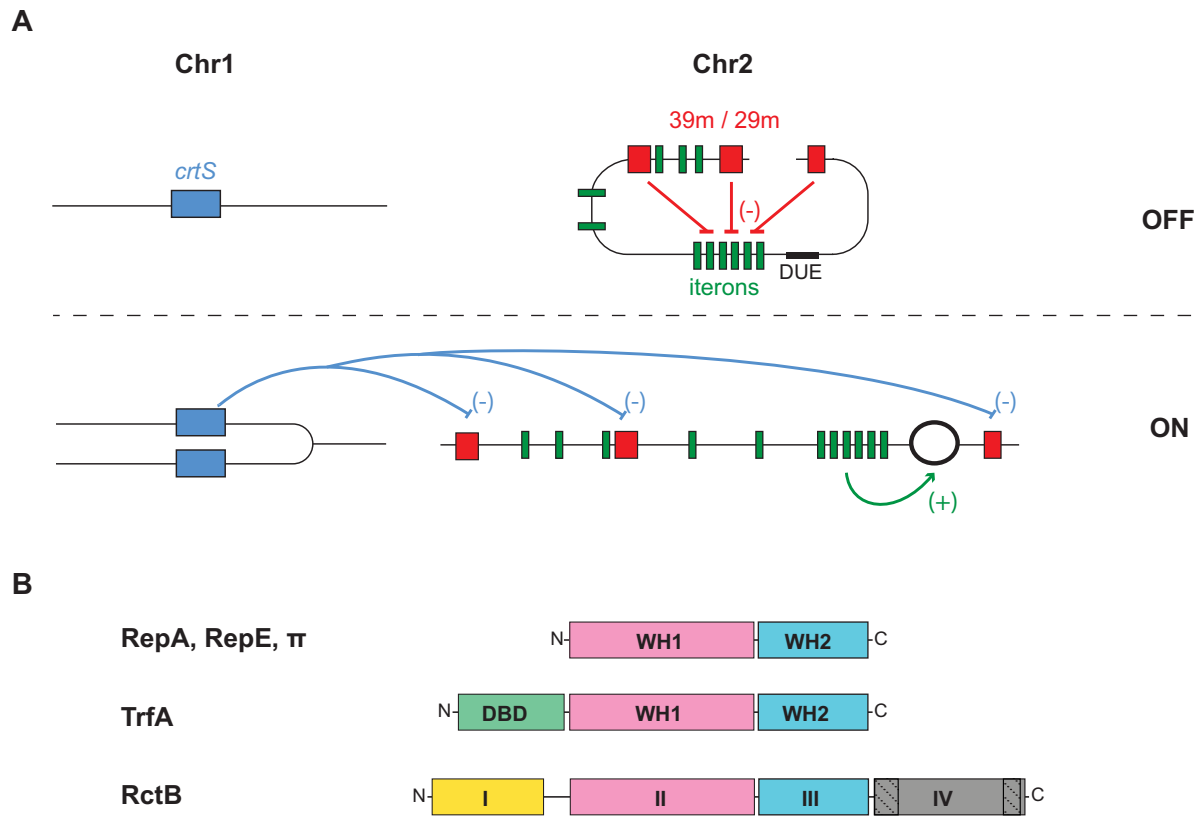 A
Chr1
Chr2
39m / 29m
crtS
(-)
OFF
DUE
iterons
(-)
(-)
(-)
ON
(+)
B
RepA, RepE, π
N
WH1
WH2
C
TrfA
N
DBD
WH1
WH2
C
RctB
N
I
II
III
IV
C